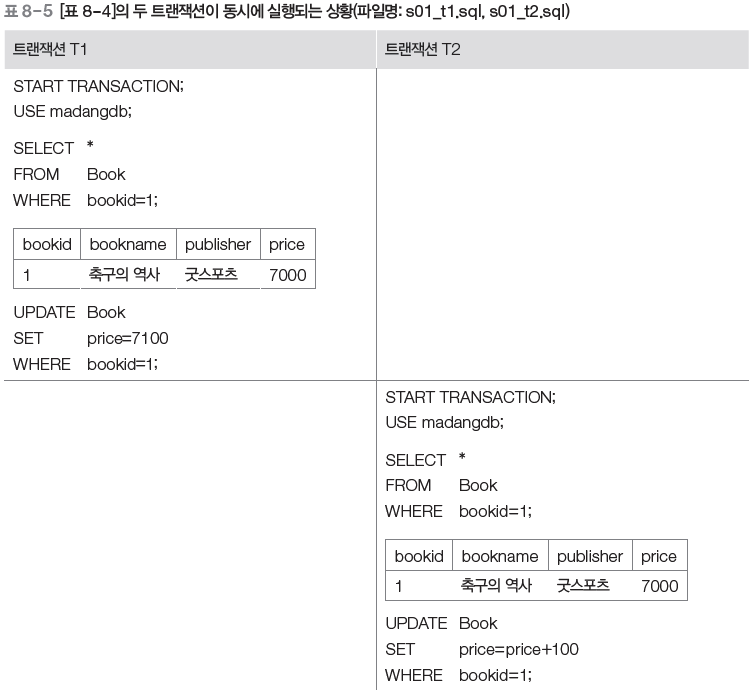 표 8-5 [표 8-4]의 두 트랜잭션이 동시에 실행되는 상황(파일명: s01_t1.sql, s01_t2.sql)
트랜잭션 T1
트랜잭션 T2
START TRANSACTION;
USE madangdb;
SELECT *
FROM Book
WHERE bookid=1;
bookid bookname publisher price
1 축구의 역사 굿스포츠 7000
UPDATE Book
SET price=7100
WHERE bookid=1;
START TRANSACTION;
USE madangdb;
SELECT *
FROM Book
WHERE bookid=1;
bookid bookname publisher price
1 축구의 역사 굿스포츠 7000
UPDATE Book
SET price=price+100
WHERE bookid=1;